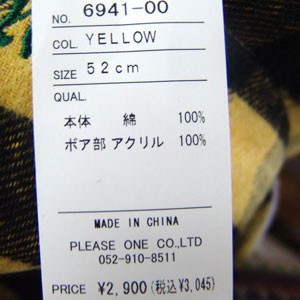 NO. 6941-00
COL. YELLOW
SIZE 52cm
QUAL.
本体 綿 100%
ボア部 アクリル 100%
MADE IN CHINA
PLEASE ONE CO.,LTD
052-910-8511
PRICE ¥2,900(税込¥3,045)